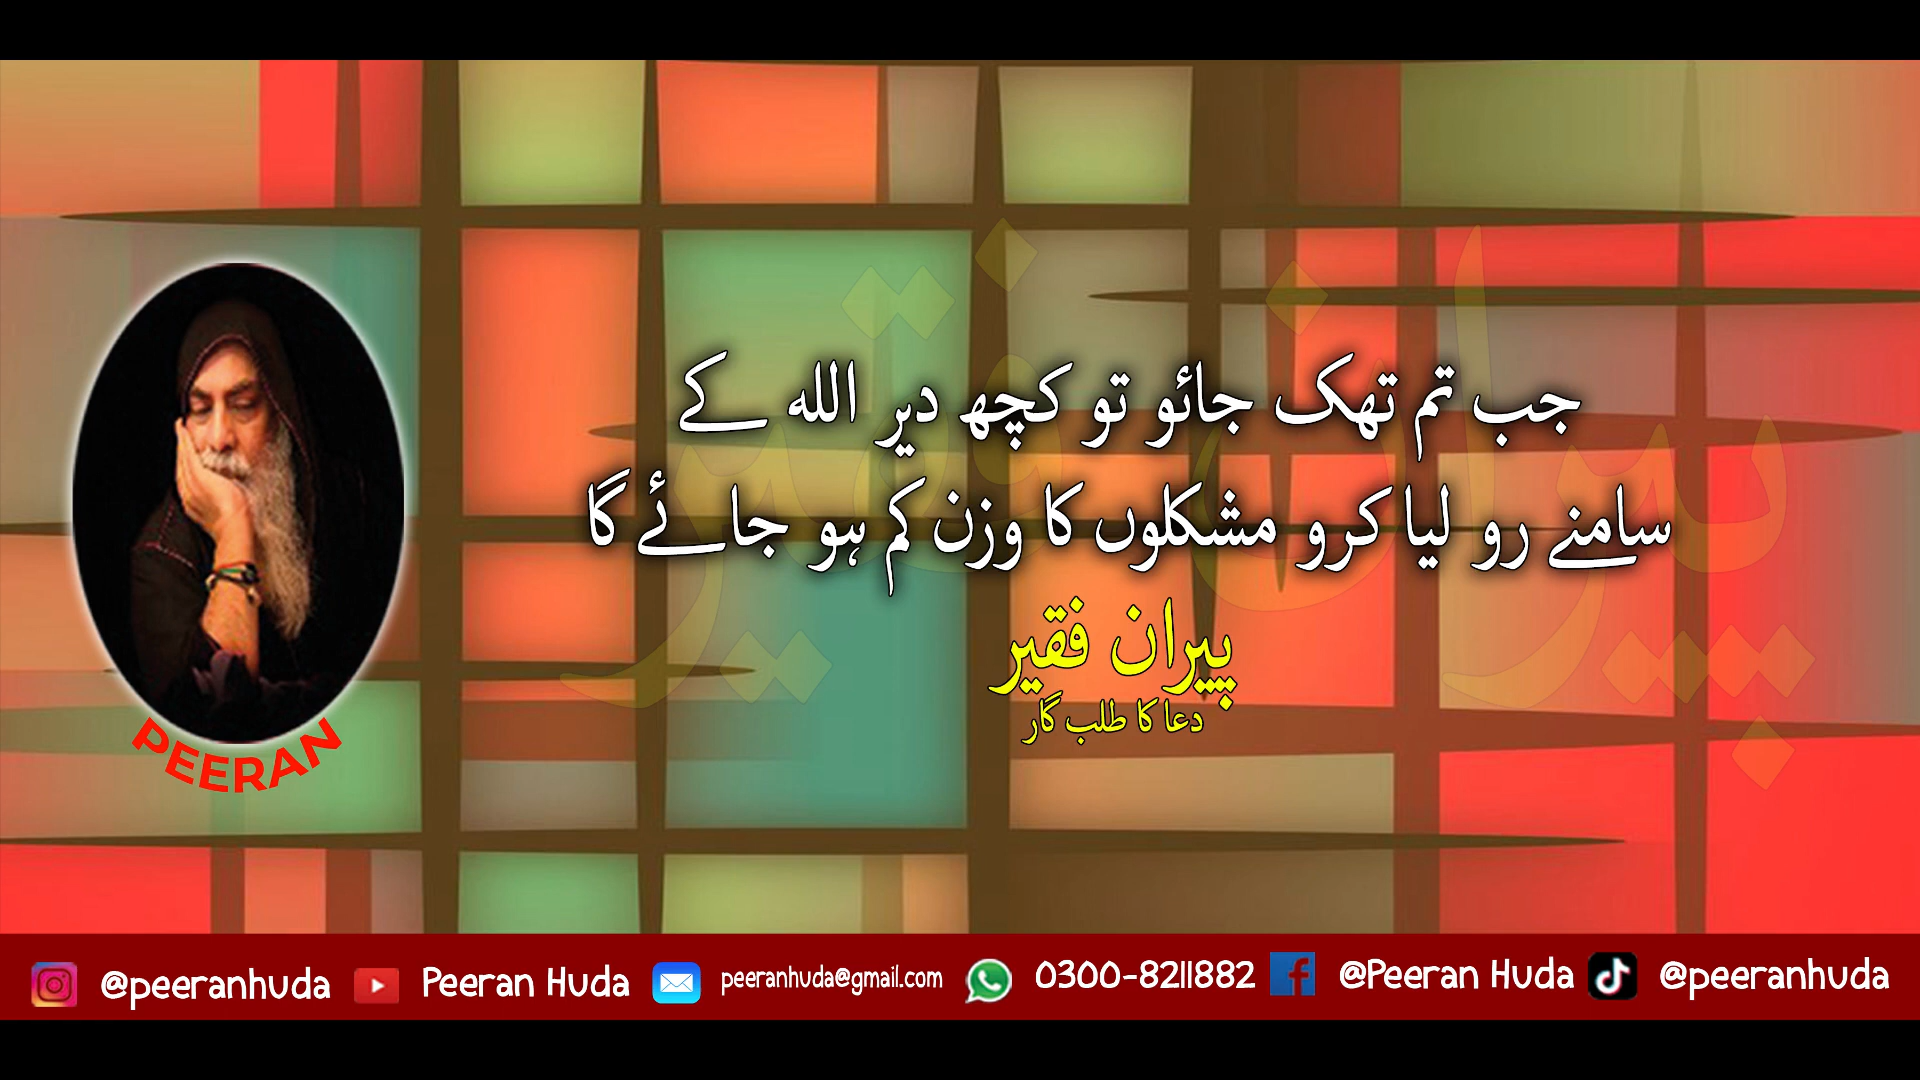 جب تم تھک جائو تو کچھ دیر اللہ کے
سامنے رو لیا کرو مشکلوں کا وزن کم ہو جائے گا
پیران فقیر
دعا کا طلب گار
پیران فقیر
PEERAN
@peeranhuda
Peeran Huda
peeranhuda@gmail.com
0300-8211882
@Peeran Huda
@peeranhuda